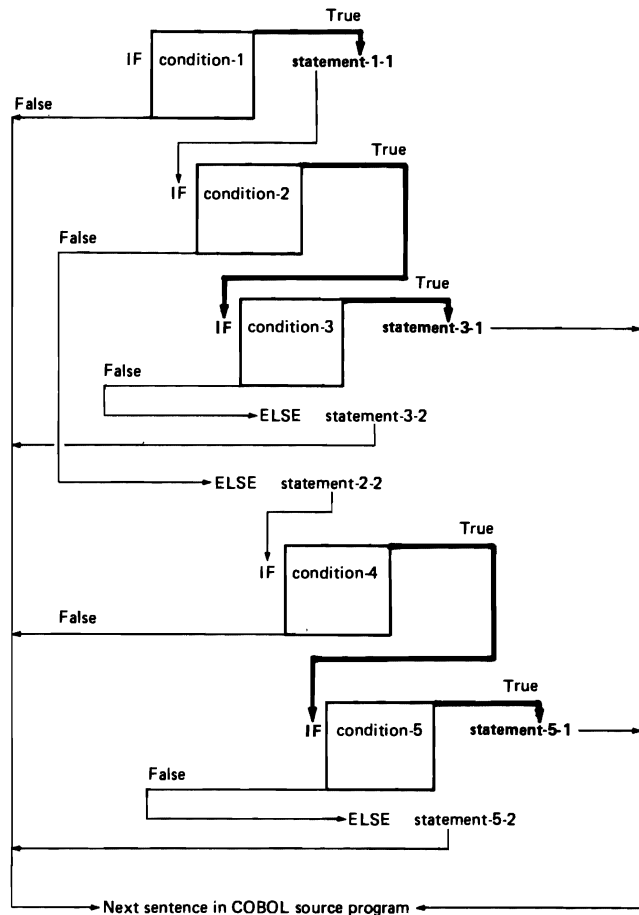 True
IF condition-1 statement-1-1
False
True
IF condition-2
False
True
IF condition-3 statement-3-1
False
ELSE statement-3-2
ELSE statement-2-2
True
IF condition-4
False
True
IF condition-5 statement-5-1
False
ELSE statement-5-2
Next sentence in COBOL source program